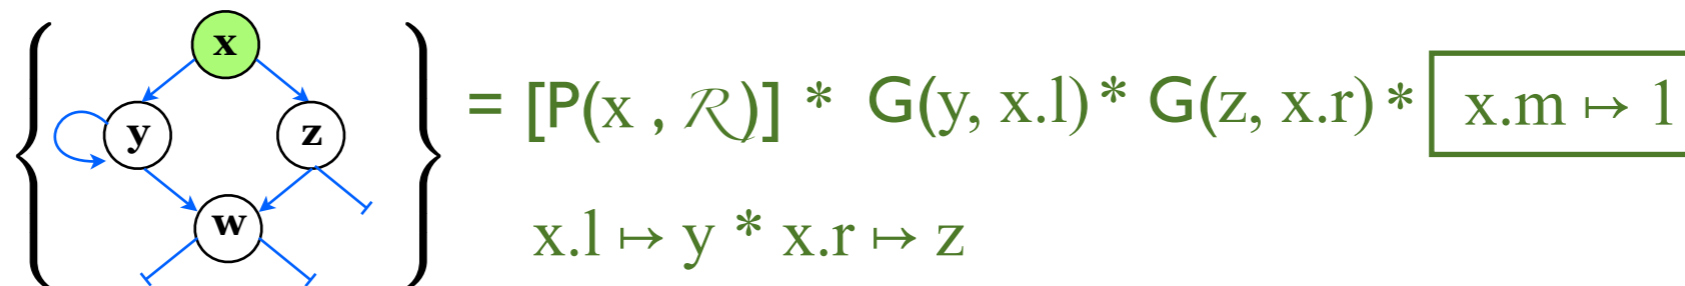 x
y
z
w
= [P(x , ℛ)] * G(y, x.l) * G(z, x.r) * x.m ↦ 1
x.l ↦ y * x.r ↦ z